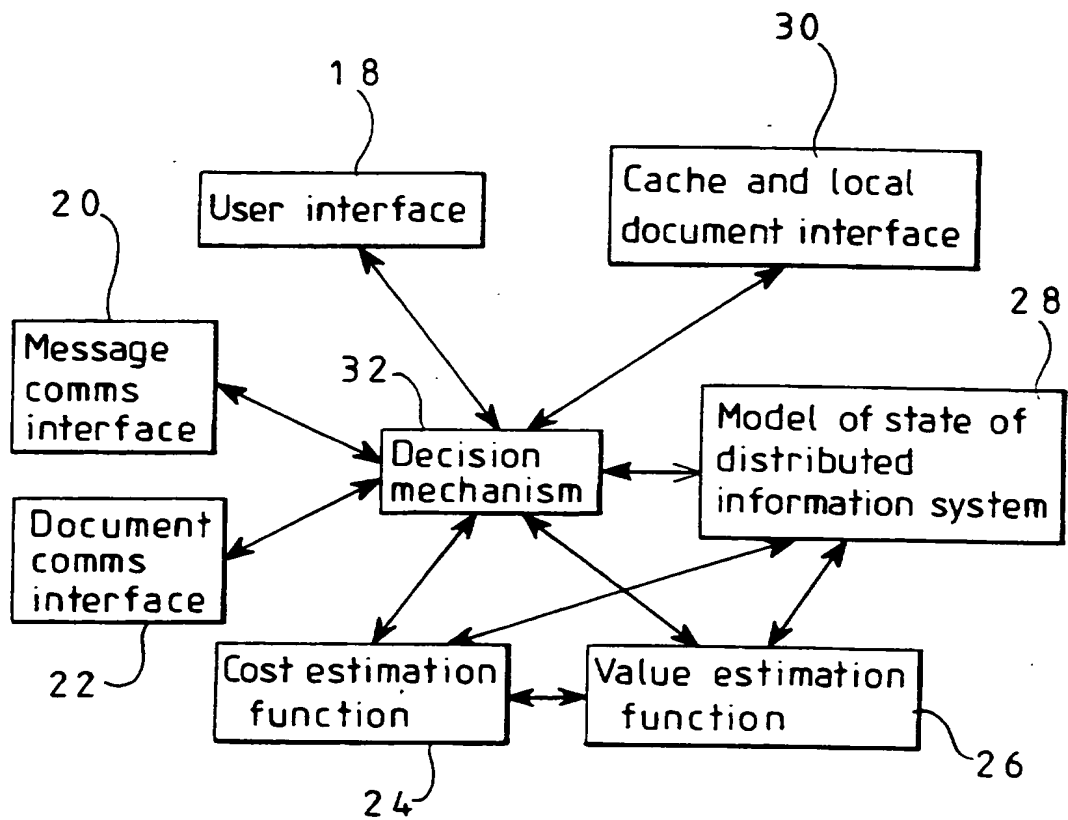 30
18
Cache and local
document interface
20
User interface
28
Message
comms
interface
32
Model of state of
distributed
information system
Decision
mechanism
Document
comms
interface
22
Cost estimation
function
Value estimation
function
24
26